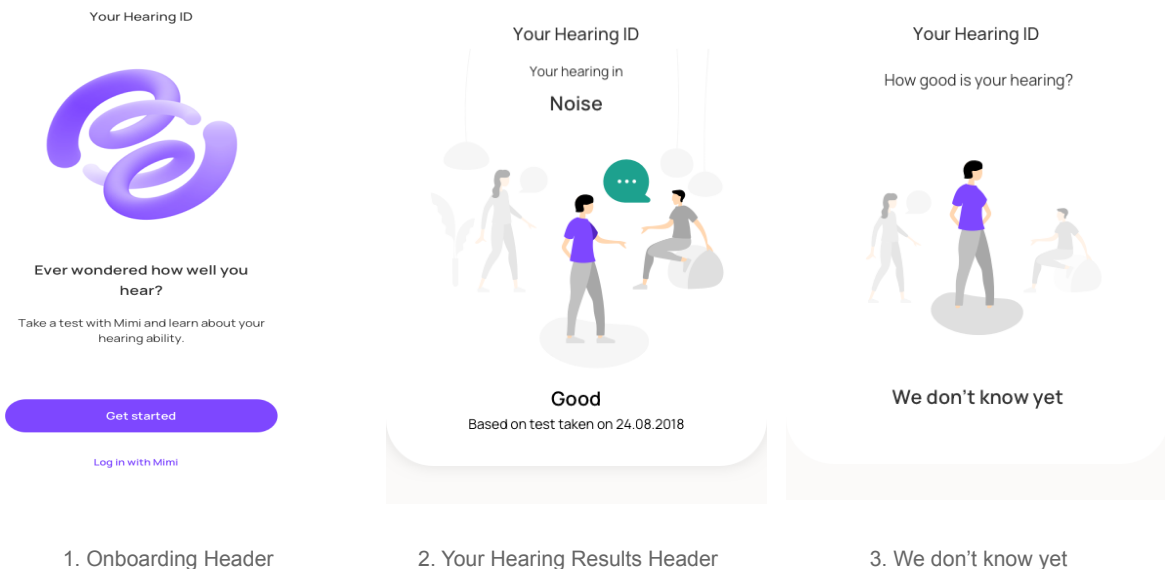 Your Hearing ID
Ever wondered how well you
hear?
Take a test with Mimi and learn about your
hearing ability.
Get started
Log in with Mimi
1. Onboarding Header
Your Hearing ID
Your hearing in
Noise
Good
Based on test taken on 24.08.2018
2. Your Hearing Results Header
Your Hearing ID
How good is your hearing?
We don't know yet
3. We don't know yet